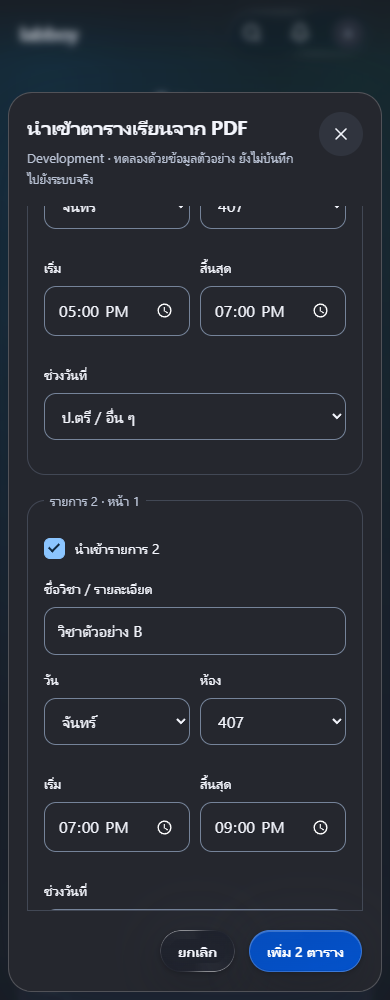 นำเข้าตารางเรียนจาก PDF
Development · ทดลองด้วยข้อมูลตัวอย่าง ยังไม่บันทึก
ไปยังระบบจริง
จันทร์ 407
เริ่ม สิ้นสุด
05:00 PM 07:00 PM
ช่วงวันที่
ป.ตรี / อื่น ๆ
รายการ 2 · หน้า 1
นำเข้ารายการ 2
ชื่อวิชา / รายละเอียด
วิชาตัวอย่าง B
วัน ห้อง
จันทร์ 407
เริ่ม สิ้นสุด
07:00 PM 09:00 PM
ช่วงวันที่
ยกเลิก เพิ่ม 2 ตาราง